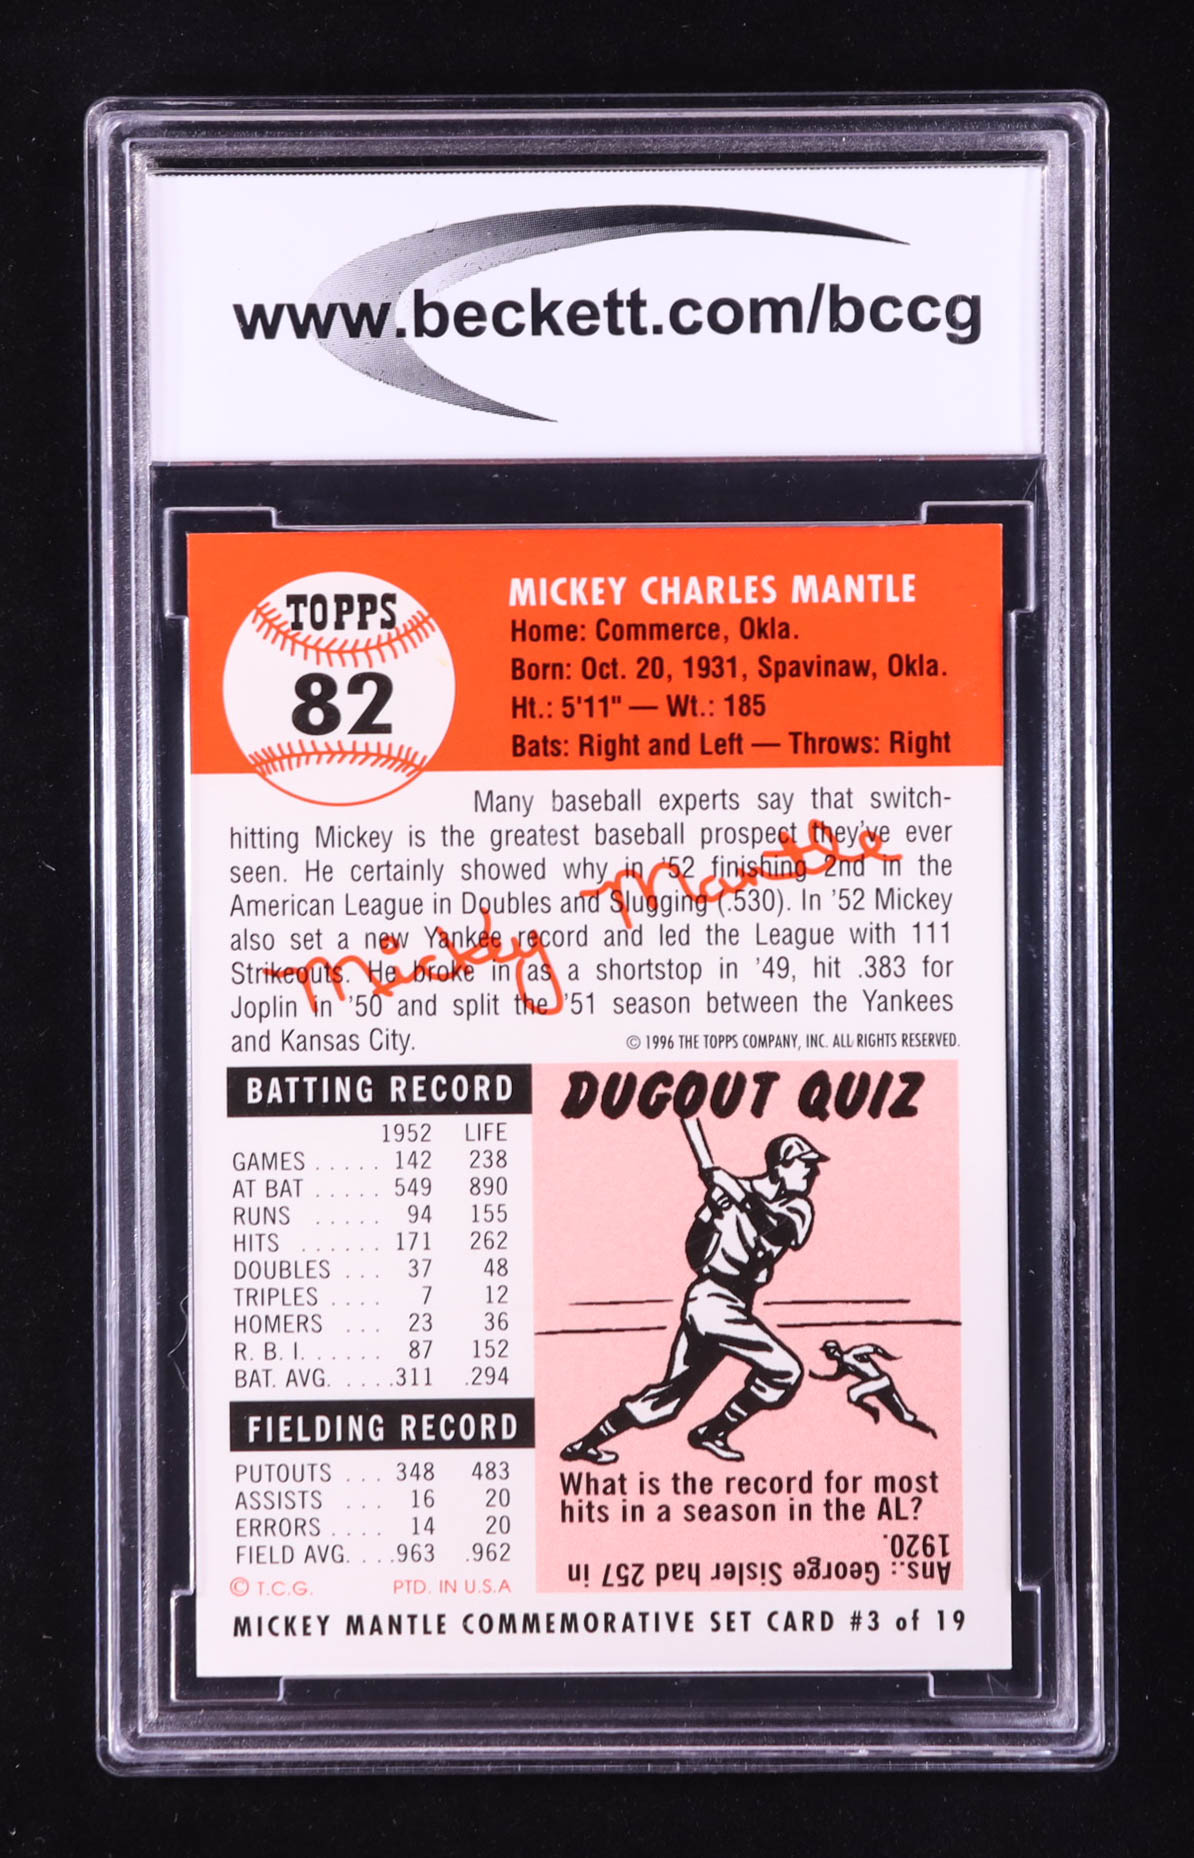 www.beckett.com/bccg
TOPPS
82
MICKEY CHARLES MANTLE
Home: Commerce, Okla.
Born: Oct. 20, 1931, Spavinaw, Okla.
Ht.: 5'11" — Wt.: 185
Bats: Right and Left — Throws: Right
Many baseball experts say that switch-
hitting Mickey is the greatest baseball prospect they've ever
seen. He certainly showed why in '52 finishing 2nd in the
American League in Doubles and Slugging (.530). In '52 Mickey
also set a new Yankee record and led the League with 111
Strikeouts. He broke in as a shortstop in '49, hit .383 for
Joplin in '50 and split the '51 season between the Yankees
and Kansas City.
Mickey Mantle
© 1996 THE TOPPS COMPANY, INC. ALL RIGHTS RESERVED.
BATTING RECORD
1952 LIFE
GAMES ..... 142 238
AT BAT ..... 549 890
RUNS ..... 94 155
HITS ...... 171 262
DOUBLES ... 37 48
TRIPLES .... 7 12
HOMERS ... 23 36
R. B. I. ...... 87 152
BAT. AVG. .....311 .294
FIELDING RECORD
PUTOUTS ... 348 483
ASSISTS ... 16 20
ERRORS .... 14 20
FIELD AVG. ....963 .962
© T.C.G. PTD. IN U.S.A
DUGOUT QUIZ
What is the record for most
hits in a season in the AL?
Ans.: George Sisler had 257 in
1920.
MICKEY MANTLE COMMEMORATIVE SET CARD #3 of 19